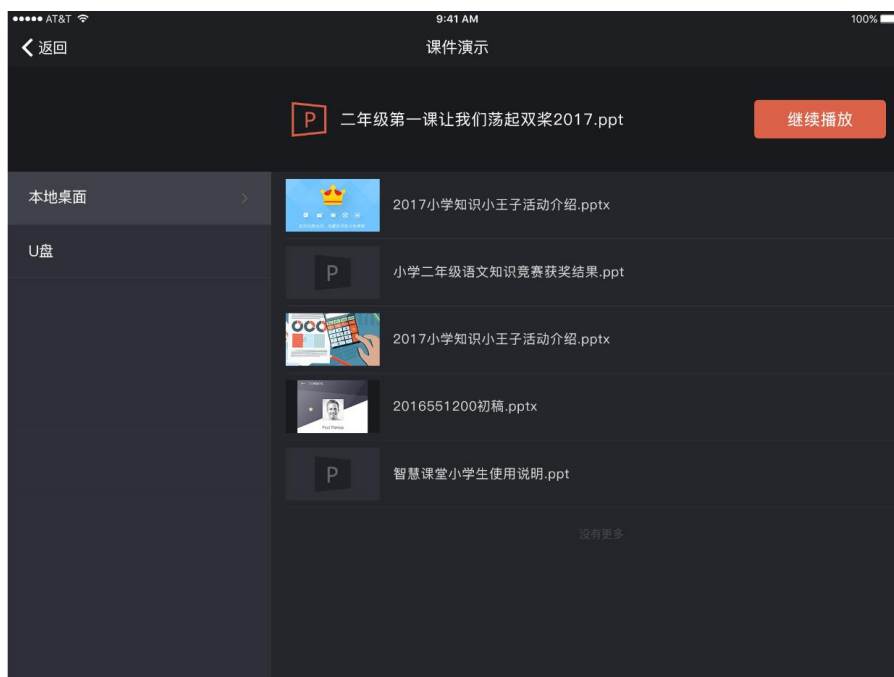 AT&T
9:41 AM
100%
返回
课件演示
P
二年级第一课让我们荡起双桨2017.ppt
继续播放
本地桌面
U盘
2017小学知识小王子活动介绍.pptx
P
小学二年级语文知识竞赛获奖结果.ppt
2017小学知识小王子活动介绍.pptx
2016551200初稿.pptx
P
智慧课堂小学生使用说明.ppt
没有更多